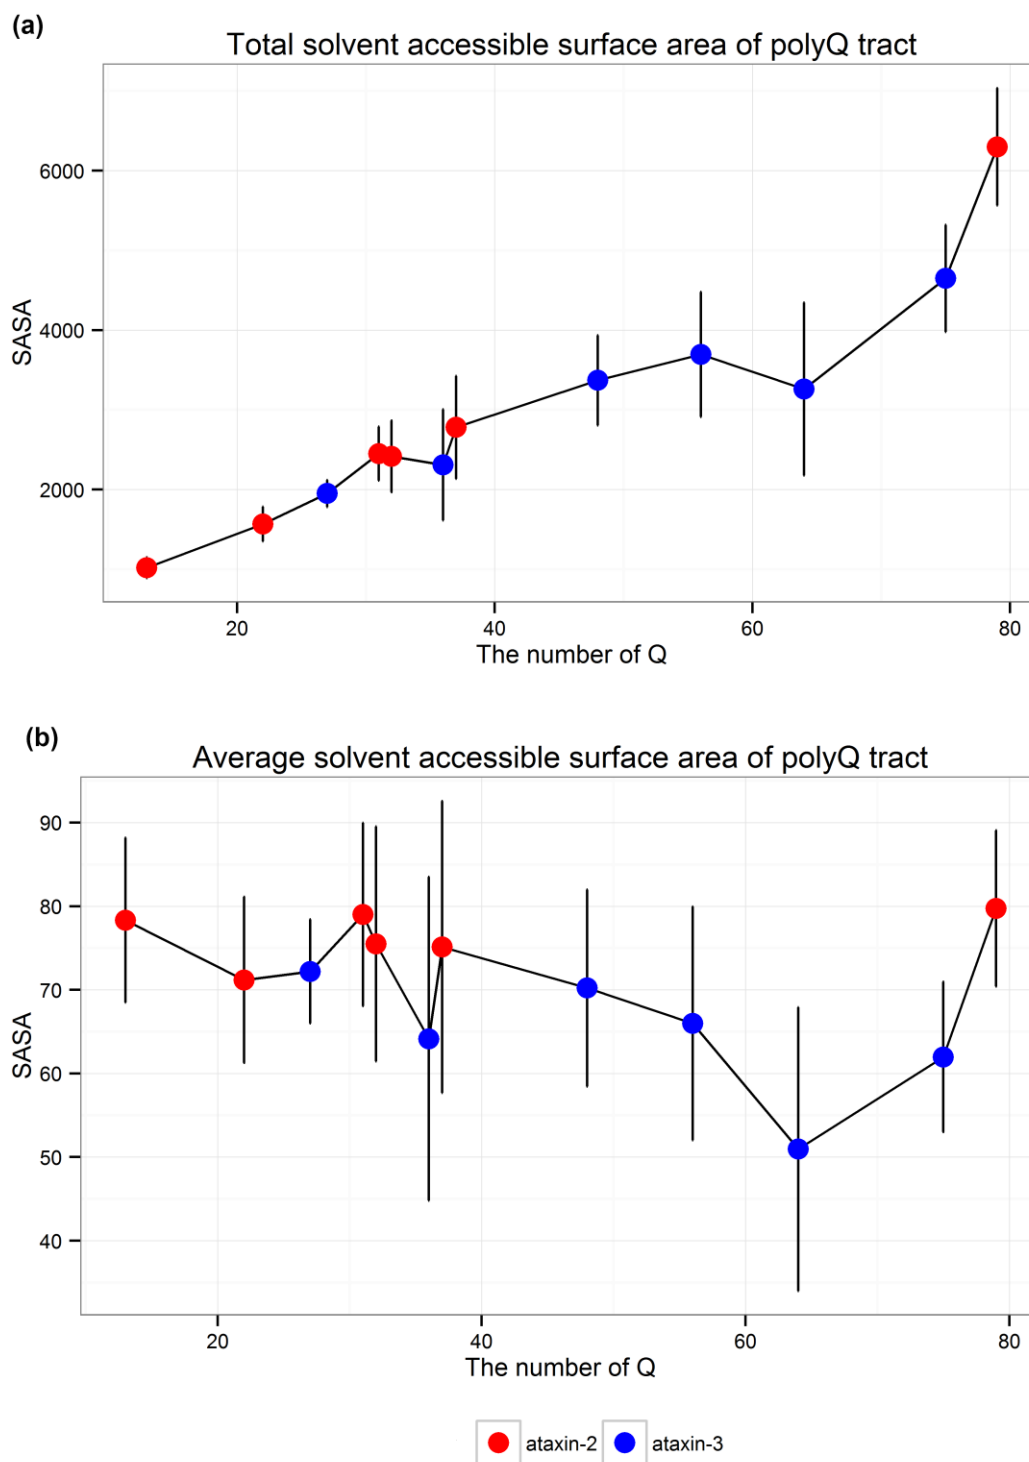 (a)
Total solvent accessible surface area of polyQ tract
SASA
6000
4000
2000
20 40 60 80
The number of Q
(b)
Average solvent accessible surface area of polyQ tract
SASA
90
80
70
60
50
40
20 40 60 80
The number of Q
ataxin-2 ataxin-3